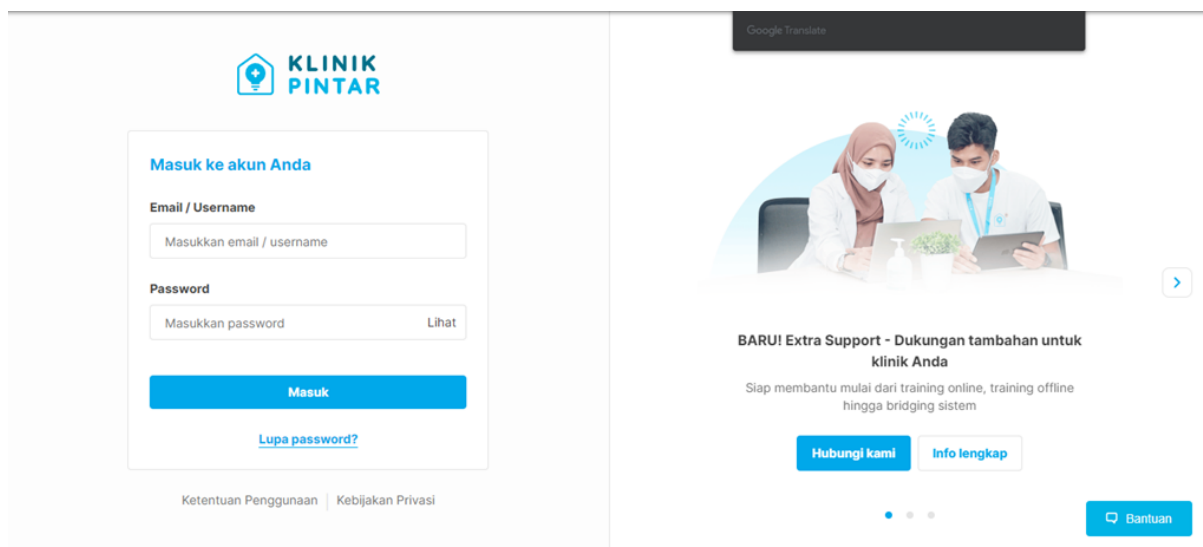 KLINIK
PINTAR
Masuk ke akun Anda
Email / Username
Masukkan email / username
Password
Masukkan password Lihat
Masuk
Lupa password?
Ketentuan Penggunaan | Kebijakan Privasi
Google Translate
BARU! Extra Support - Dukungan tambahan untuk
klinik Anda
Siap membantu mulai dari training online, training offline
hingga bridging sistem
Hubungi kami Info lengkap
Bantuan